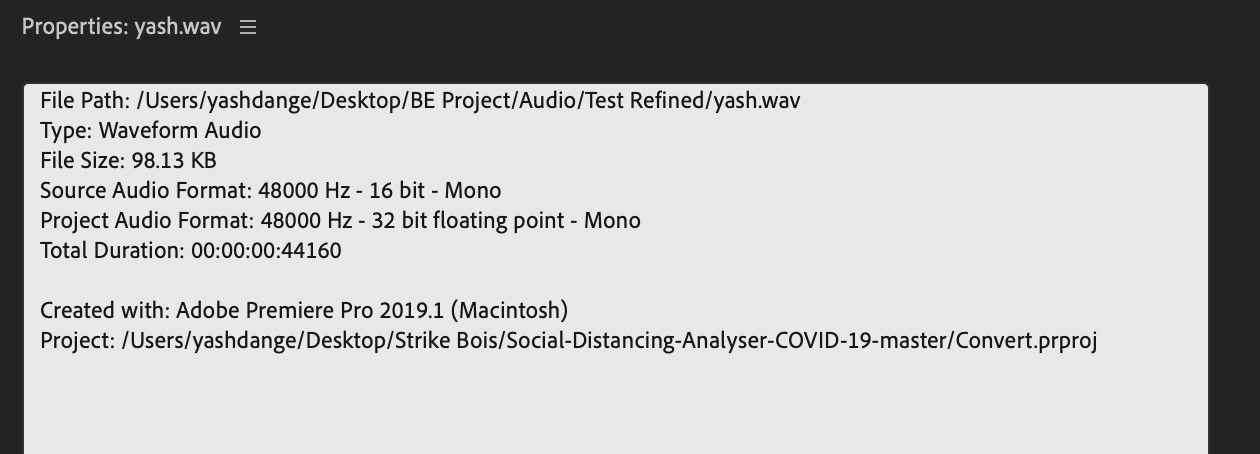 Properties: yash.wav
File Path: /Users/yashdange/Desktop/BE Project/Audio/Test Refined/yash.wav
Type: Waveform Audio
File Size: 98.13 KB
Source Audio Format: 48000 Hz - 16 bit - Mono
Project Audio Format: 48000 Hz - 32 bit floating point - Mono
Total Duration: 00:00:00:44160
Created with: Adobe Premiere Pro 2019.1 (Macintosh)
Project: /Users/yashdange/Desktop/Strike Bois/Social-Distancing-Analyser-COVID-19-master/Convert.prproj